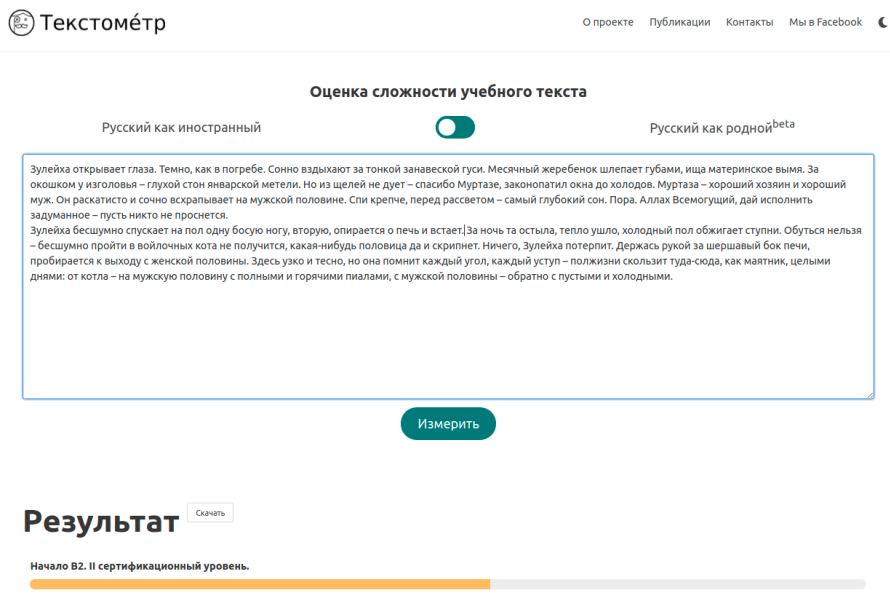 Текстоме́тр
О проекте Публикации Контакты Мы в Facebook
Оценка сложности учебного текста
Русский как иностранный Русский как роднойbeta
Зулейха открывает глаза. Темно, как в погребе. Сонно вздыхают за тонкой занавеской гуси. Месячный жеребенок шлепает губами, ища материнское вымя. За
окошком у изголовья – глухой стон январской метели. Но из щелей не дует – спасибо Муртазе, законопатил окна до холодов. Муртаза – хороший хозяин и хороший
муж. Он раскатисто и сочно всхрапывает на мужской половине. Спи крепче, перед рассветом – самый глубокий сон. Пора. Аллах Всемогущий, дай исполнить
задуманное – пусть никто не проснется.
Зулейха бесшумно спускает на пол одну босую ногу, вторую, опирается о печь и встает. За ночь та остыла, тепло ушло, холодный пол обжигает ступни. Обуться нельзя
– бесшумно пройти в войлочных кота не получится, какая-нибудь половица да и скрипнет. Ничего, Зулейха потерпит. Держась рукой за шершавый бок печи,
пробирается к выходу с женской половины. Здесь узко и тесно, но она помнит каждый угол, каждый уступ – полжизни скользит туда-сюда, как маятник, целыми
днями: от котла – на мужскую половину с полными и горячими пиалами, с мужской половины – обратно с пустыми и холодными.
Измерить
Результат Скачать
Начало B2. II сертификационный уровень.